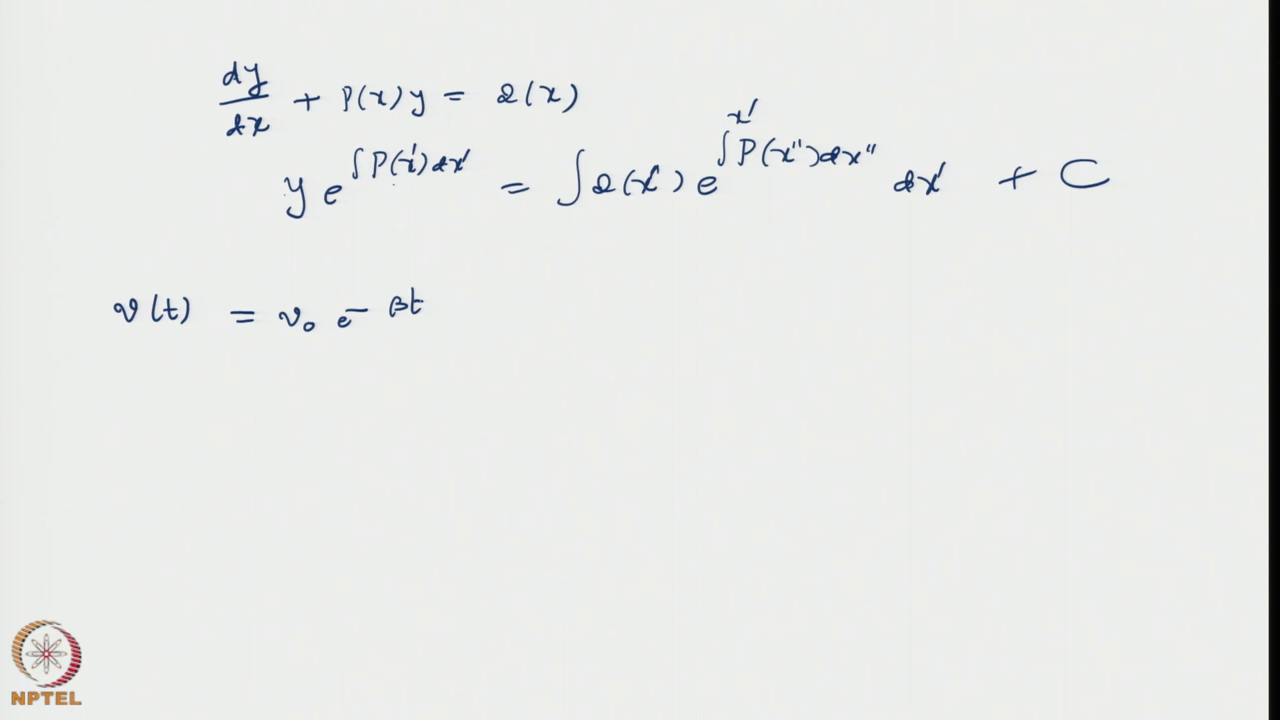 dy/dx + P(x) y = Q(x)
y e^{∫P(x')dx'} = ∫Q(x') e^{∫^{x'} P(x'')dx''} dx' + C
v(t) = v₀ e^{-βt}
NPTEL